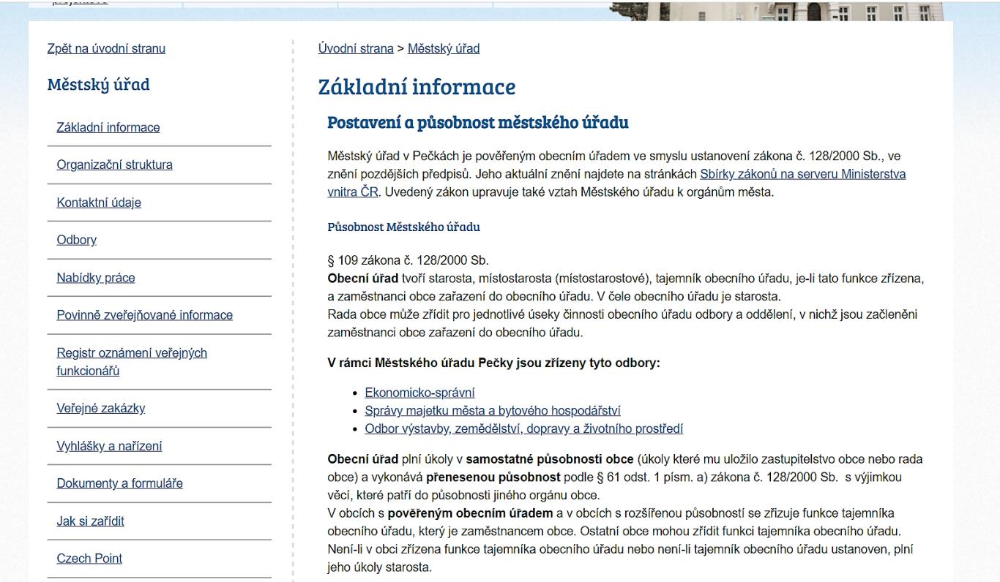 projektové
Zpět na úvodní stranu
Městský úřad
Základní informace
Organizační struktura
Kontaktní údaje
Odbory
Nabídky práce
Povinně zveřejňované informace
Registr oznámení veřejných
funkcionářů
Veřejné zakázky
Vyhlášky a nařízení
Dokumenty a formuláře
Jak si zařídit
Czech Point
Úvodní strana > Městský úřad
Základní informace
Postavení a působnost městského úřadu
Městský úřad v Pečkách je pověřeným obecním úřadem ve smyslu ustanovení zákona č. 128/2000 Sb., ve
znění pozdějších předpisů. Jeho aktuální znění najdete na stránkách Sbírky zákonů na serveru Ministerstva
vnitra ČR. Uvedený zákon upravuje také vztah Městského úřadu k orgánům města.
Působnost Městského úřadu
§ 109 zákona č. 128/2000 Sb.
Obecní úřad tvoří starosta, místostarosta (místostarostové), tajemník obecního úřadu, je-li tato funkce zřízena,
a zaměstnanci obce zařazení do obecního úřadu. V čele obecního úřadu je starosta.
Rada obce může zřídit pro jednotlivé úseky činnosti obecního úřadu odbory a oddělení, v nichž jsou začleněni
zaměstnanci obce zařazení do obecního úřadu.
V rámci Městského úřadu Pečky jsou zřízeny tyto odbory:
• Ekonomicko-správní
• Správy majetku města a bytového hospodářství
• Odbor výstavby, zemědělství, dopravy a životního prostředí
Obecní úřad plní úkoly v samostatné působnosti obce (úkoly které mu uložilo zastupitelstvo obce nebo rada
obce) a vykonává přenesenou působnost podle § 61 odst. 1 písm. a) zákona č. 128/2000 Sb.  s výjimkou
věcí, které patří do působnosti jiného orgánu obce.
V obcích s pověřeným obecním úřadem a v obcích s rozšířenou působností se zřizuje funkce tajemníka
obecního úřadu, který je zaměstnancem obce. Ostatní obce mohou zřídit funkci tajemníka obecního úřadu.
Není-li v obci zřízena funkce tajemníka obecního úřadu nebo není-li tajemník obecního úřadu ustanoven, plní
jeho úkoly starosta.